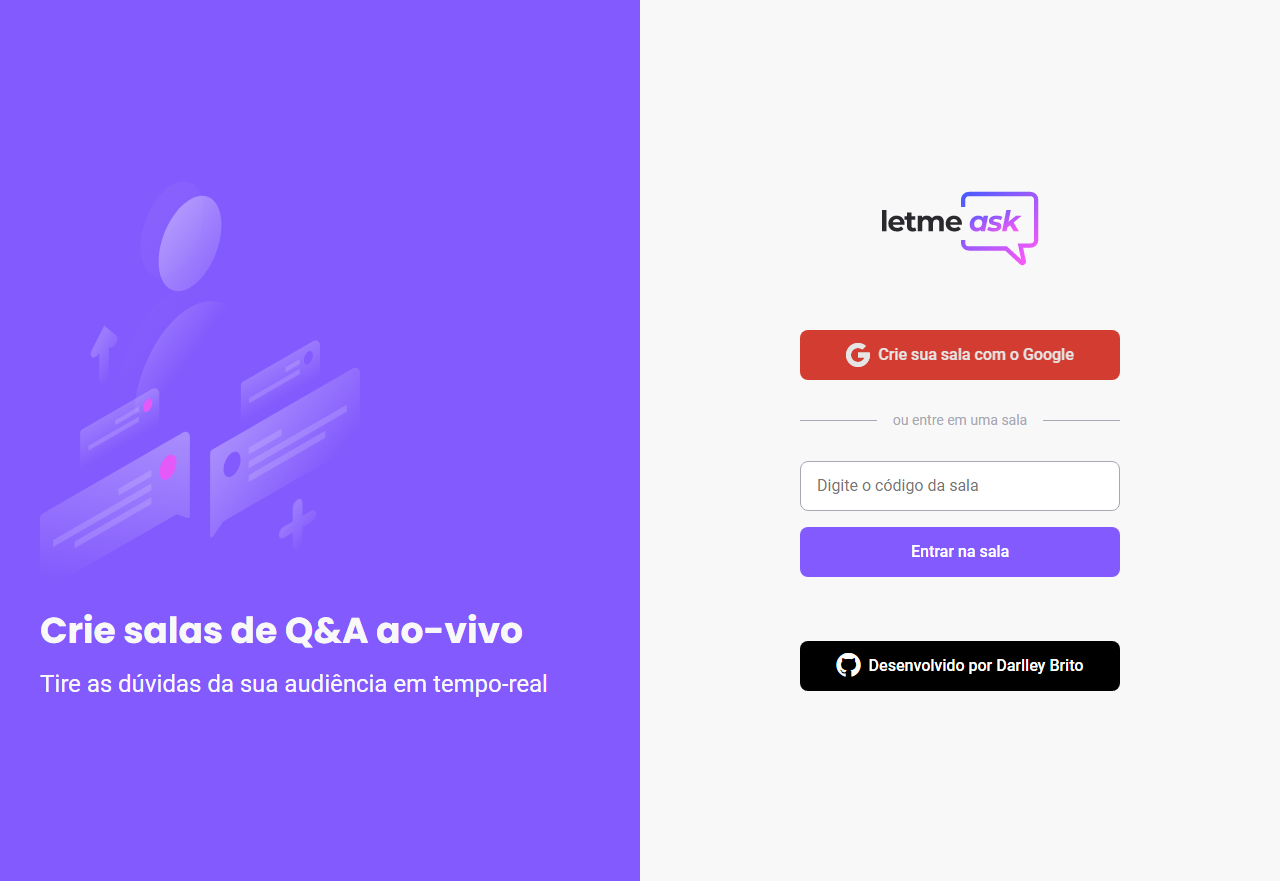 Crie salas de Q&A ao-vivo
Tire as dúvidas da sua audiência em tempo-real
letme ask
Crie sua sala com o Google
ou entre em uma sala
Digite o código da sala
Entrar na sala
Desenvolvido por Darlley Brito